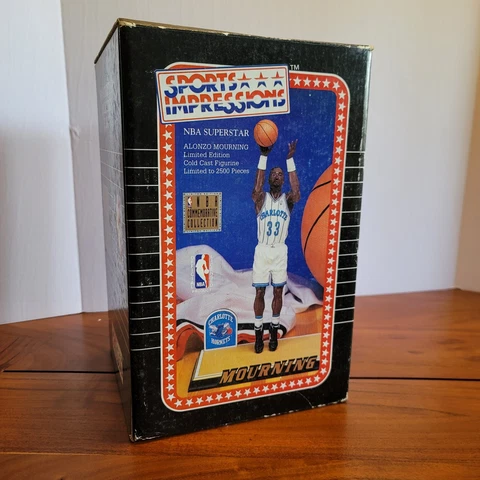 SPORTS
IMPRESSIONS
TM
NBA SUPERSTAR
ALONZO MOURNING
Limited Edition
Cold Cast Figurine
Limited to 2500 Pieces
NBA
COMMEMORATIVE
COLLECTION
CHARLOTTE
33
NBA
CHARLOTTE
HORNETS
MOURNING